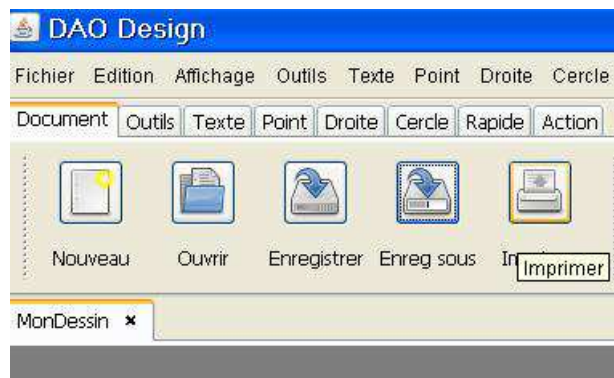 DAO Design
Fichier Edition Affichage Outils Texte Point Droite Cercle
Document Outils Texte Point Droite Cercle Rapide Action
Nouveau Ouvrir Enregistrer Enreg sous
Imprimer
MonDessin